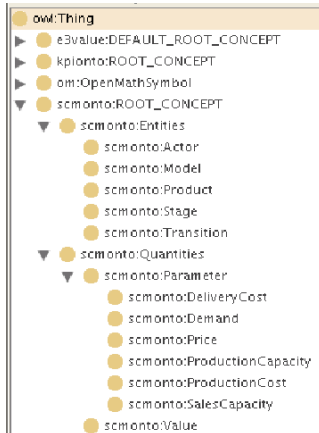 owl:Thing
e3value:DEFAULT_ROOT_CONCEPT
kpionto:ROOT_CONCEPT
om:OpenMathSymbol
scmonto:ROOT_CONCEPT
scmonto:Entities
scmonto:Actor
scmonto:Model
scmonto:Product
scmonto:Stage
scmonto:Transition
scmonto:Quantities
scmonto:Parameter
scmonto:DeliveryCost
scmonto:Demand
scmonto:Price
scmonto:ProductionCapacity
scmonto:ProductionCost
scmonto:SalesCapacity
scmonto:Value